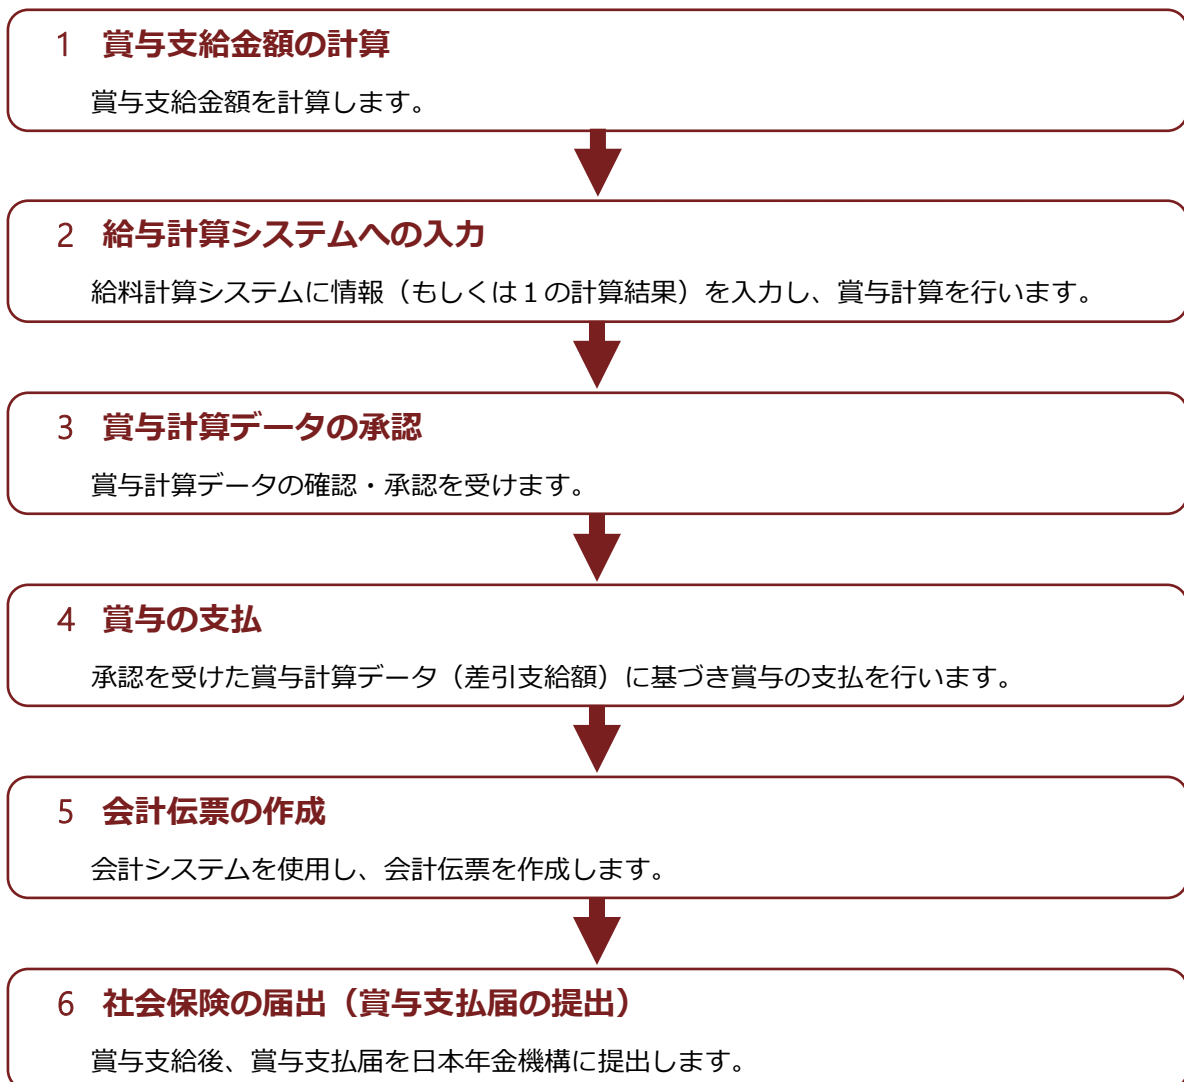 1 賞与支給金額の計算
賞与支給金額を計算します。
2 給与計算システムへの入力
給料計算システムに情報（もしくは１の計算結果）を入力し、賞与計算を行います。
3 賞与計算データの承認
賞与計算データの確認・承認を受けます。
4 賞与の支払
承認を受けた賞与計算データ（差引支給額）に基づき賞与の支払を行います。
5 会計伝票の作成
会計システムを使用し、会計伝票を作成します。
6 社会保険の届出（賞与支払届の提出）
賞与支給後、賞与支払届を日本年金機構に提出します。